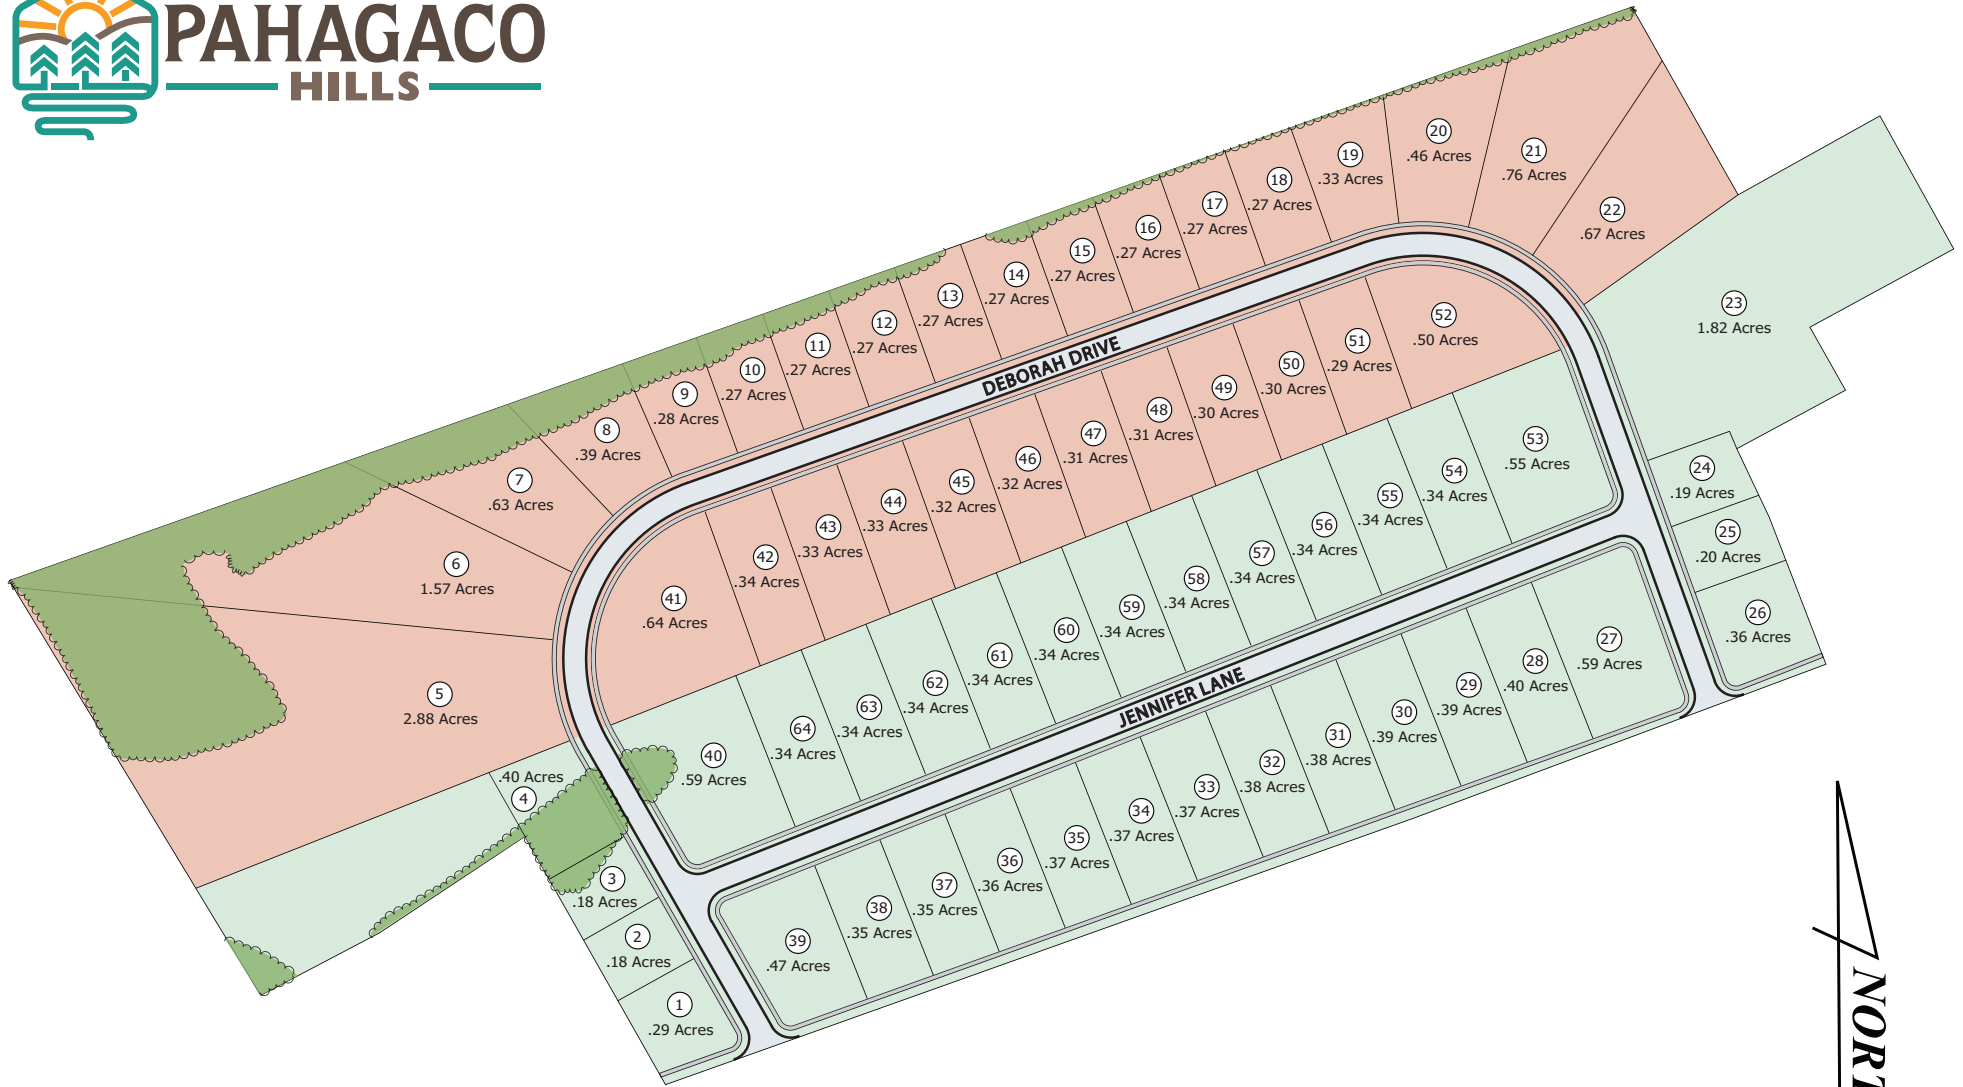 PAHAGACO
HILLS
20
.46 Acres
21
.76 Acres
19
.33 Acres
18
.27 Acres
17
.27 Acres
22
.67 Acres
16
.27 Acres
15
.27 Acres
14
.27 Acres
13
.27 Acres
12
.27 Acres
11
.27 Acres
10
.27 Acres
9
.28 Acres
8
.39 Acres
7
.63 Acres
6
1.57 Acres
5
2.88 Acres
23
1.82 Acres
DEBORAH DRIVE
52
.50 Acres
51
.29 Acres
50
.30 Acres
49
.30 Acres
48
.31 Acres
47
.31 Acres
46
.32 Acres
45
.32 Acres
44
.33 Acres
43
.33 Acres
42
.34 Acres
41
.64 Acres
53
.55 Acres
54
.34 Acres
55
.34 Acres
56
.34 Acres
57
.34 Acres
58
.34 Acres
59
.34 Acres
60
.34 Acres
61
.34 Acres
62
.34 Acres
63
.34 Acres
64
.34 Acres
40
.59 Acres
24
.19 Acres
25
.20 Acres
26
.36 Acres
JENNIFER LANE
27
.59 Acres
28
.40 Acres
29
.39 Acres
30
.39 Acres
31
.38 Acres
32
.38 Acres
33
.37 Acres
34
.37 Acres
35
.37 Acres
36
.36 Acres
37
.35 Acres
38
.35 Acres
39
.47 Acres
.40 Acres
4
3
.18 Acres
2
.18 Acres
1
.29 Acres
NORT